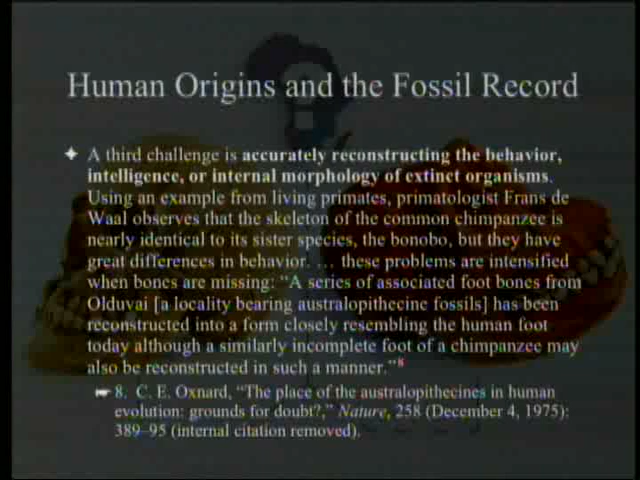 Human Origins and the Fossil Record
A third challenge is accurately reconstructing the behavior,
intelligence, or internal morphology of extinct organisms.
Using an example from living primates, primatologist Frans de
Waal observes that the skeleton of the common chimpanzee is
nearly identical to its sister species, the bonobo, but they have
great differences in behavior. … these problems are intensified
when bones are missing: “A series of associated foot bones from
Olduvai [a locality bearing australopithecine fossils] has been
reconstructed into a form closely resembling the human foot
today although a similarly incomplete foot of a chimpanzee may
also be reconstructed in such a manner.”8
8. C. E. Oxnard, “The place of the australopithecines in human
evolution: grounds for doubt?,” Nature, 258 (December 4, 1975):
389–95 (internal citation removed).